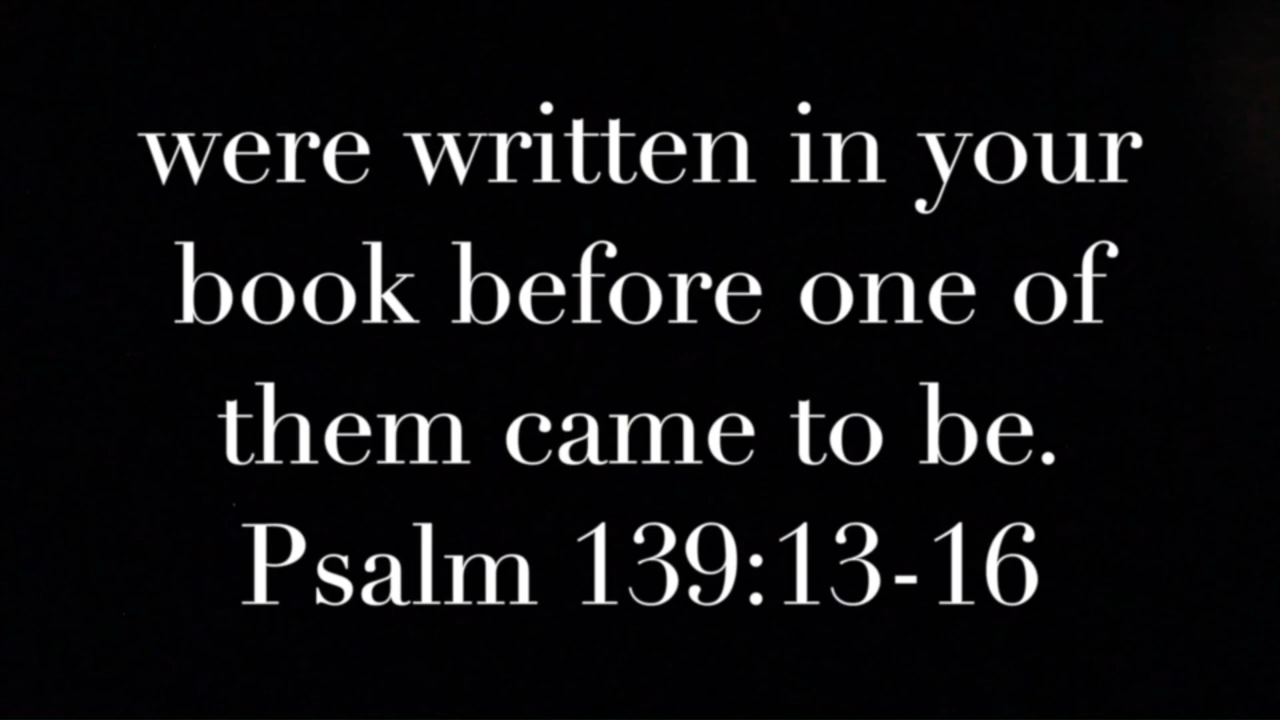 were written in your
book before one of
them came to be.
Psalm 139:13-16